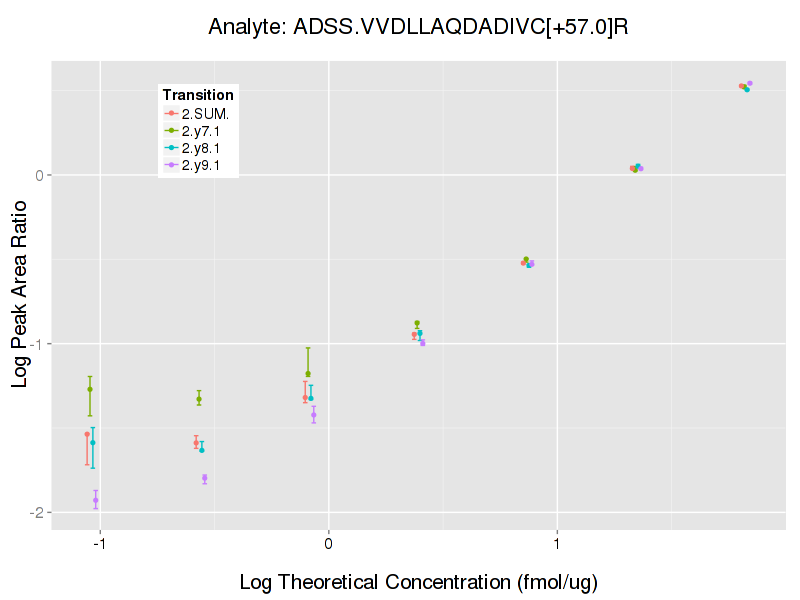 Analyte: ADSS.VVDLLAQDADIVC[+57.0]R
Transition
2.SUM.
2.y7.1
2.y8.1
2.y9.1
Log Peak Area Ratio
0
-1
-2
-1 0 1
Log Theoretical Concentration (fmol/ug)